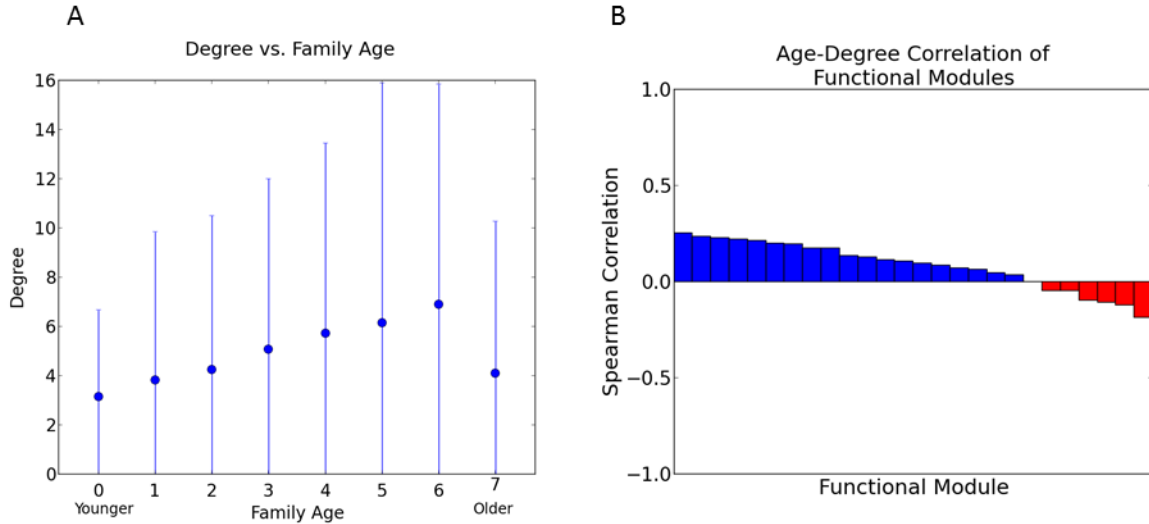 A
Degree vs. Family Age
16
14
12
10
8
6
4
2
0
Degree
0 1 2 3 4 5 6 7
Younger Family Age Older
B
Age-Degree Correlation of
Functional Modules
1.0
0.5
0.0
−0.5
−1.0
Spearman Correlation
Functional Module